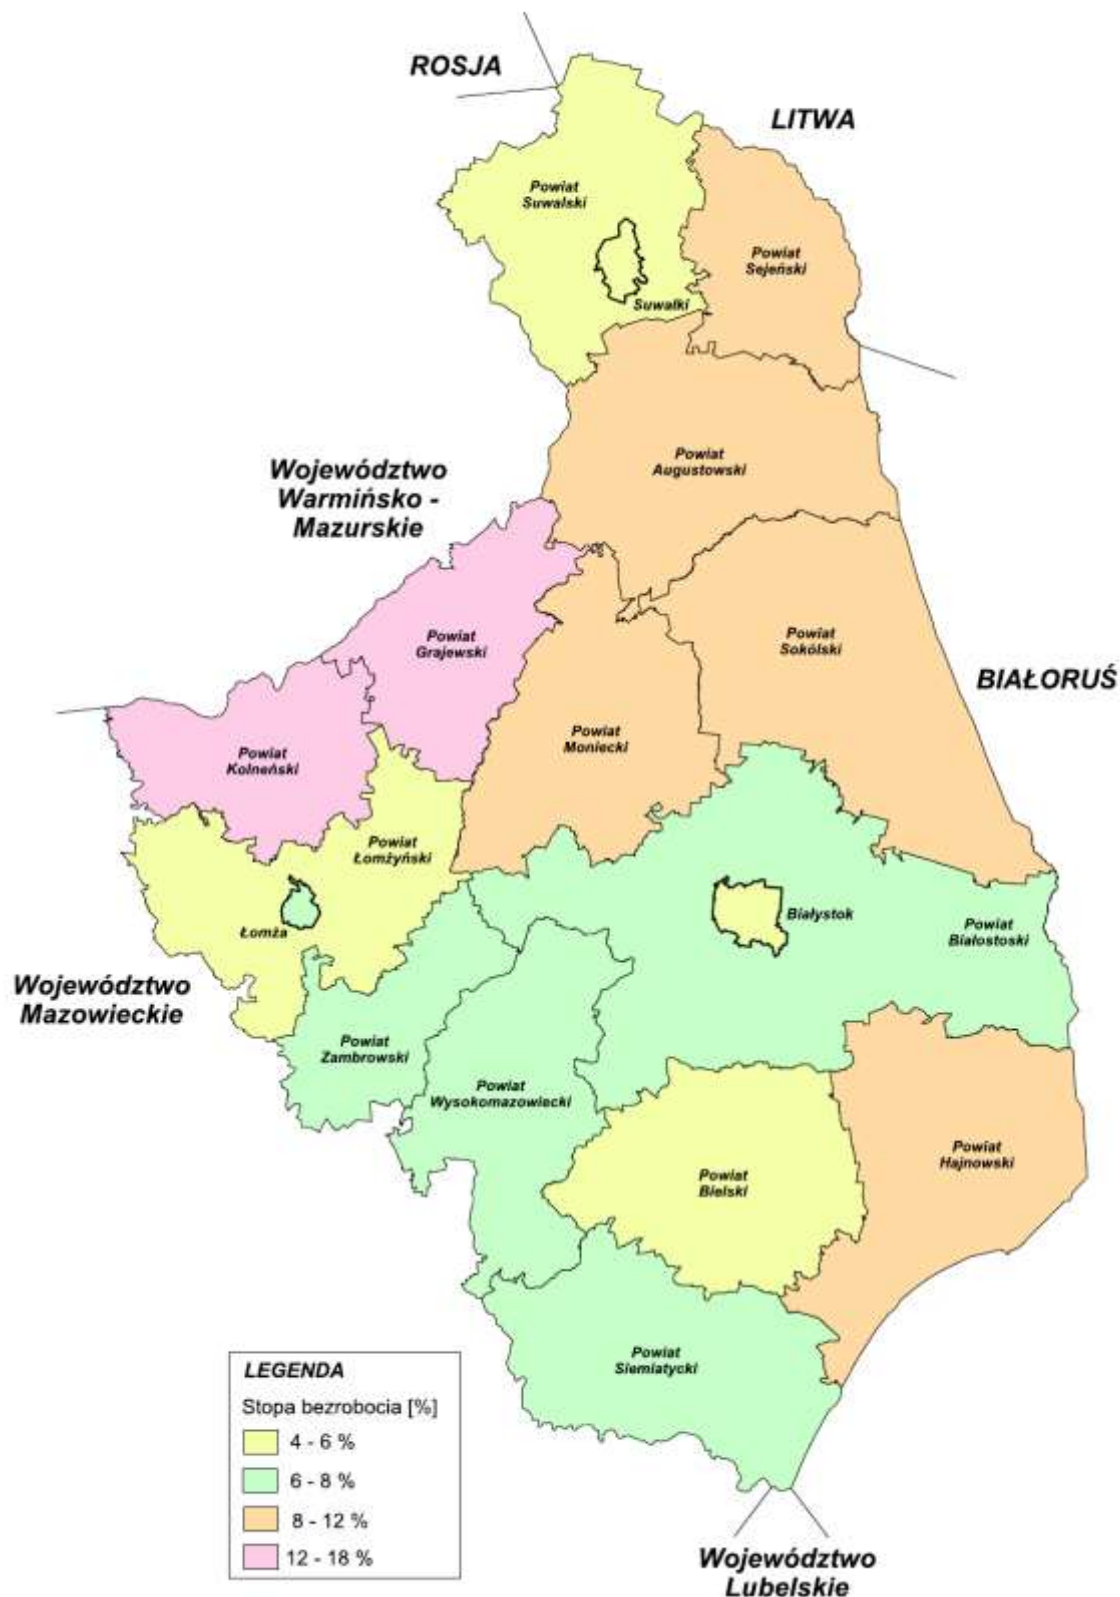 ROSJA
LITWA
Powiat
Suwalski
Powiat
Sejeński
Suwałki
Powiat
Augustowski
Województwo
Warmińsko -
Mazurskie
Powiat
Sokólski
Powiat
Grajewski
BIAŁORUŚ
Powiat
Moniecki
Powiat
Kolneński
Powiat
Łomżyński
Białystok
Powiat
Białostoski
Łomża
Województwo
Mazowieckie
Powiat
Zambrowski
Powiat
Wysokomazowiecki
Powiat
Hajnowski
Powiat
Bielski
Powiat
Siemiatycki
LEGENDA
Stopa bezrobocia [%]
4 - 6 %
6 - 8 %
8 - 12 %
12 - 18 %
Województwo
Lubelskie